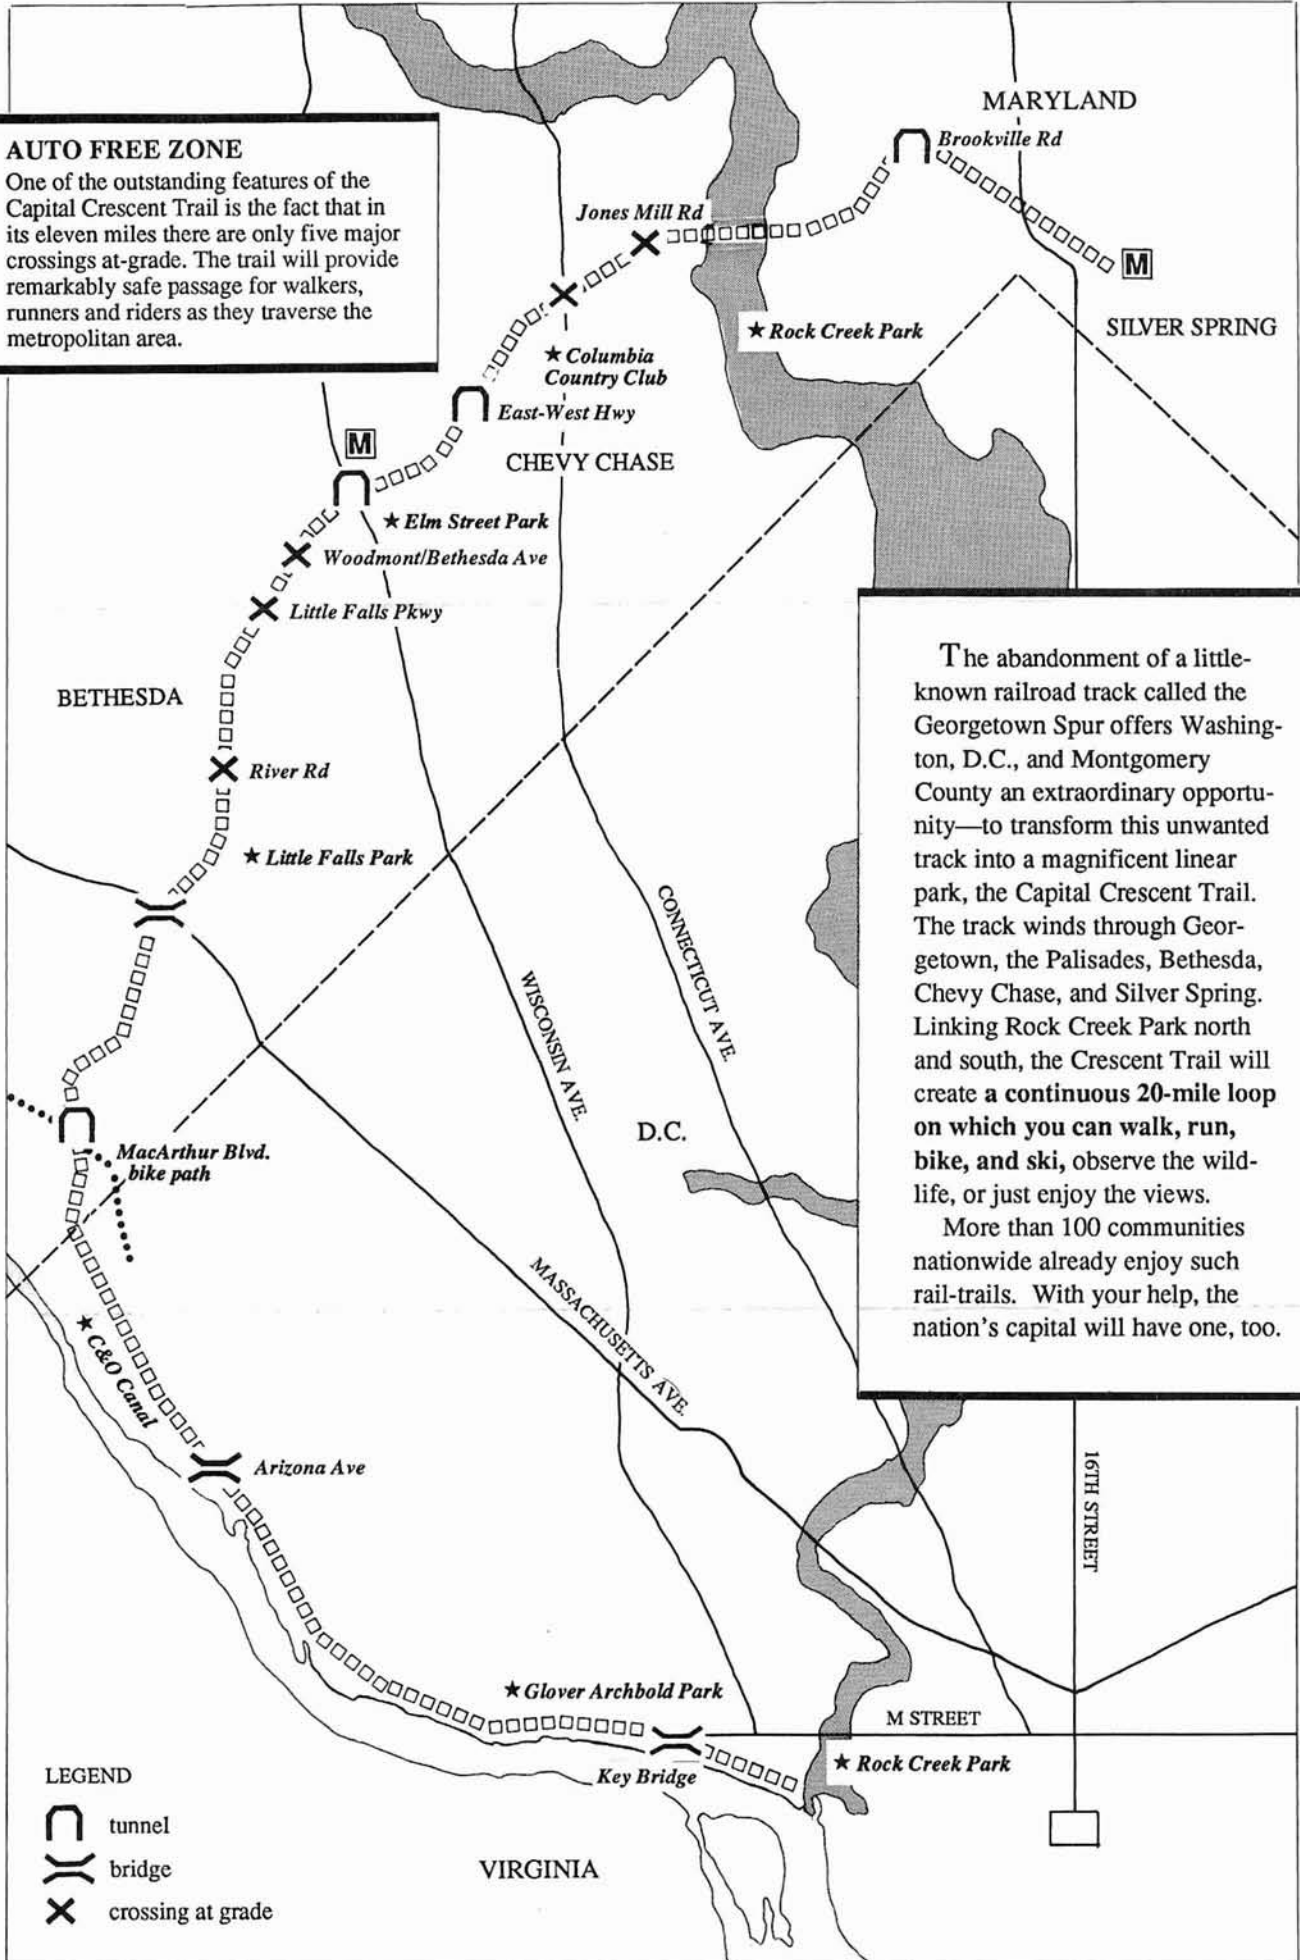 MARYLAND
Brookville Rd
AUTO FREE ZONE
One of the outstanding features of the
Capital Crescent Trail is the fact that in
its eleven miles there are only five major
crossings at-grade. The trail will provide
remarkably safe passage for walkers,
runners and riders as they traverse the
metropolitan area.
Jones Mill Rd
M
SILVER SPRING
★ Rock Creek Park
★ Columbia
Country Club
East-West Hwy
M
CHEVY CHASE
★ Elm Street Park
Woodmont/Bethesda Ave
Little Falls Pkwy
BETHESDA
River Rd
★ Little Falls Park
The abandonment of a little-
known railroad track called the
Georgetown Spur offers Washing-
ton, D.C., and Montgomery
County an extraordinary opportu-
nity—to transform this unwanted
track into a magnificent linear
park, the Capital Crescent Trail.
The track winds through Geor-
getown, the Palisades, Bethesda,
Chevy Chase, and Silver Spring.
Linking Rock Creek Park north
and south, the Crescent Trail will
create a continuous 20-mile loop
on which you can walk, run,
bike, and ski, observe the wild-
life, or just enjoy the views.
More than 100 communities
nationwide already enjoy such
rail-trails. With your help, the
nation's capital will have one, too.
CONNECTICUT AVE.
WISCONSIN AVE.
D.C.
MacArthur Blvd.
bike path
MASSACHUSETTS AVE.
★ C&O Canal
Arizona Ave
16TH STREET
★ Glover Archbold Park
M STREET
★ Rock Creek Park
Key Bridge
LEGEND
tunnel
bridge
crossing at grade
VIRGINIA